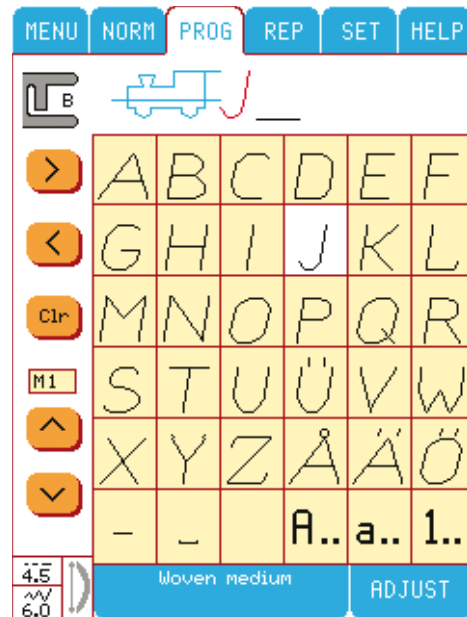 MENU NORM PROG REP SET HELP
B J _
> A B C D E F
< G H I J K L
Clr M N O P Q R
M1 S T U Ü V W
X Y Z Å Ä Ö
– _ A.. a.. 1..
4.5 Woven medium ADJUST
6.0